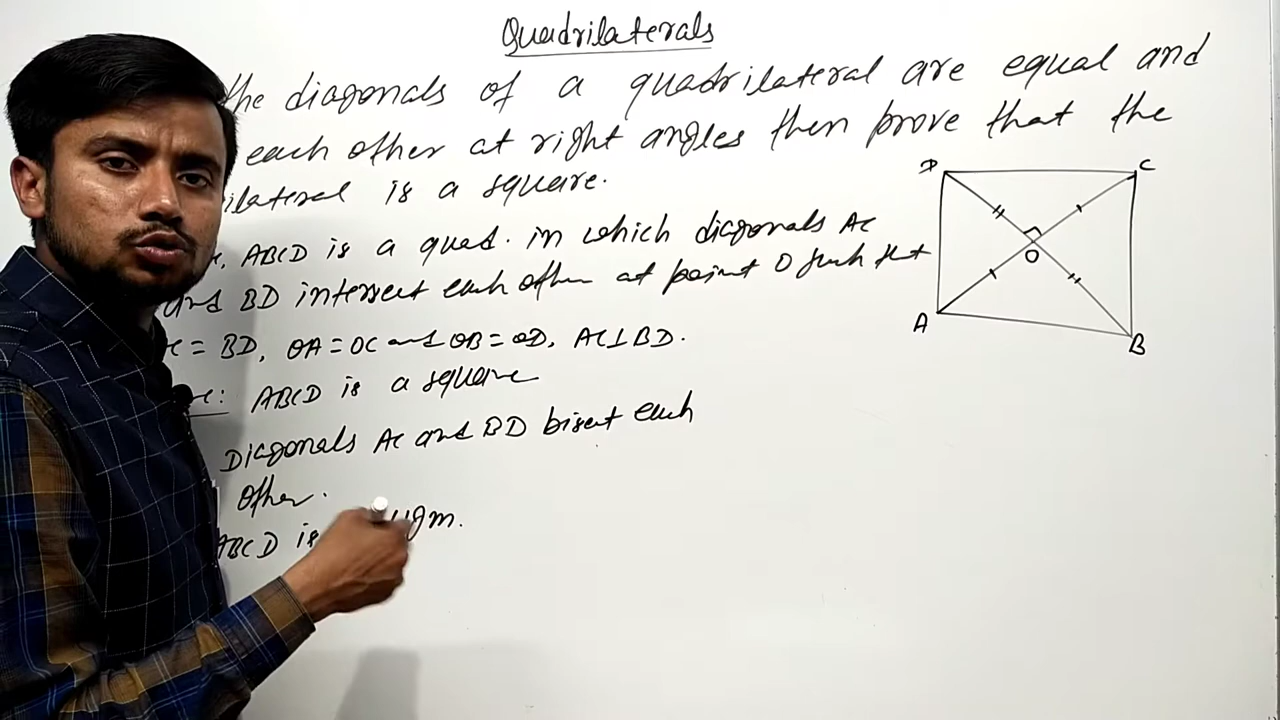 Quadrilaterals
the diagonals of a quadrilateral are equal and
each other at right angles then prove that the
ilateral is a square.
ABCD is a quad. in which diagonals AC
and BD intersect each other at point O such that
= BD, OA = OC and OB = OD, AC ⊥ BD.
ABCD is a square
Diagonals AC and BD bisect each
other.
ABCD is
gm.
D
C
O
A
B